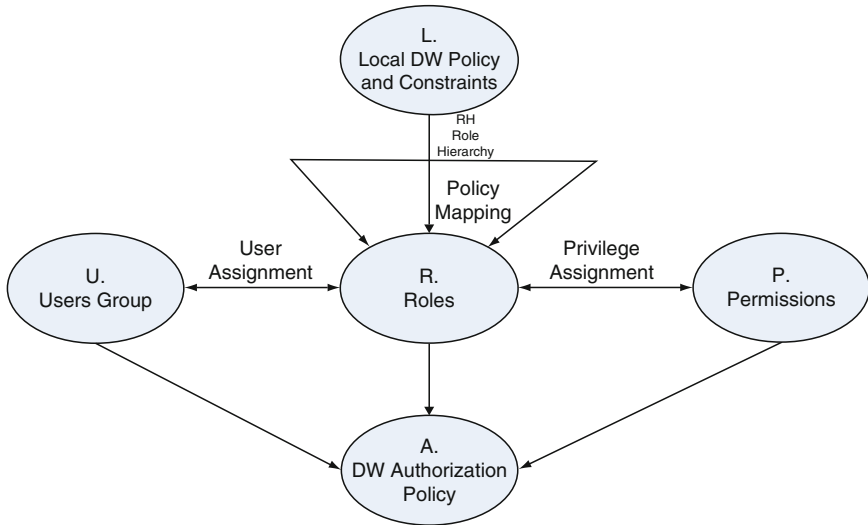 L.
Local DW Policy
and Constraints
RH
Role
Hierarchy
Policy
Mapping
User
Assignment
Privilege
Assignment
U.
Users Group
R.
Roles
P.
Permissions
A.
DW Authorization
Policy